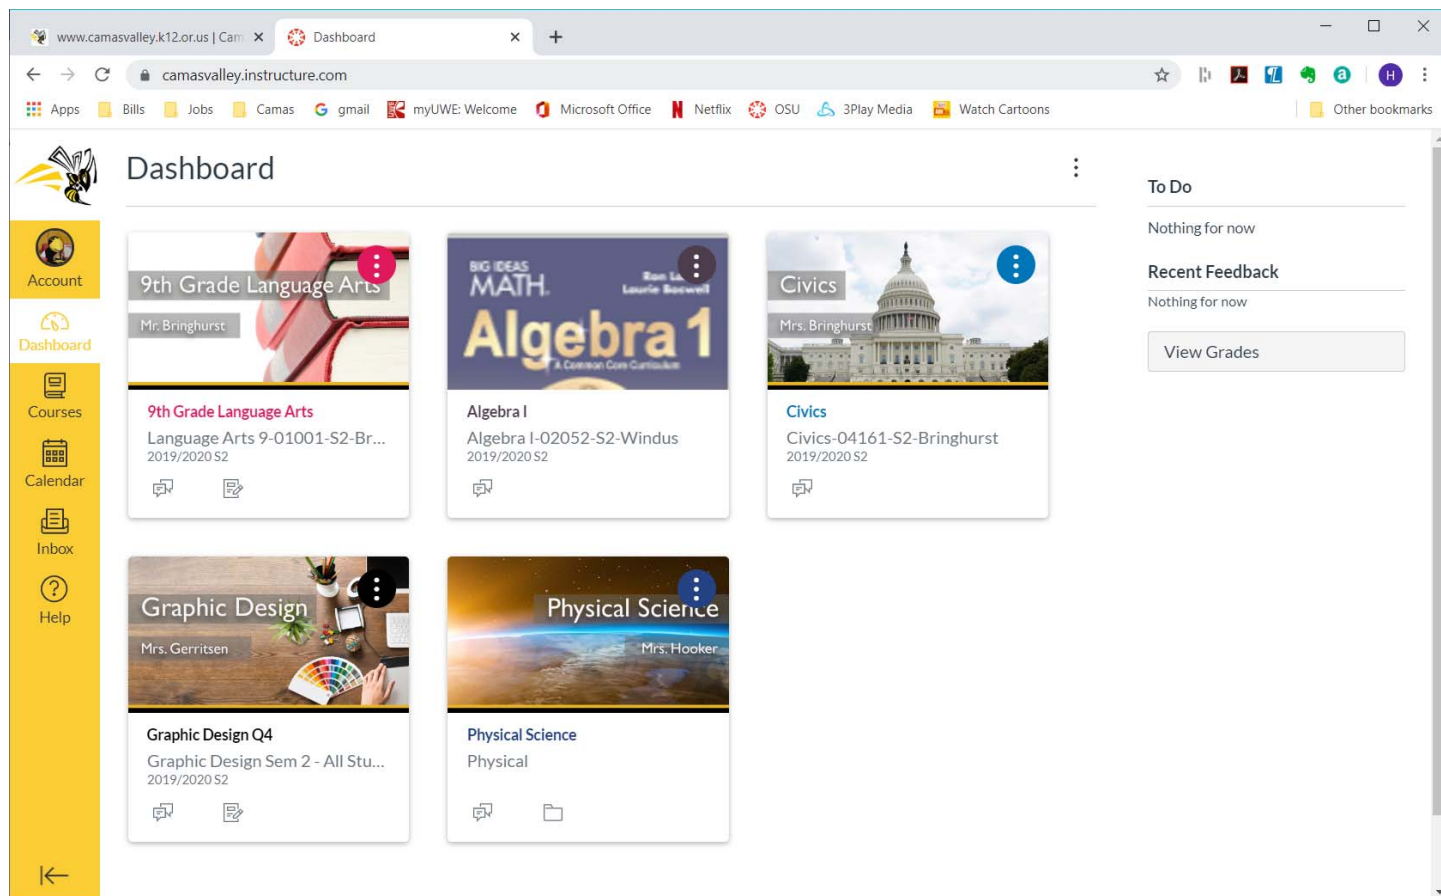 www.camasvalley.k12.or.us | Cam
Dashboard
camasvalley.instructure.com
H
Apps
Bills
Jobs
Camas
gmail
myUWE: Welcome
Microsoft Office
Netflix
OSU
3Play Media
Watch Cartoons
Other bookmarks
Account
Dashboard
Courses
Calendar
Inbox
Help
Dashboard
9th Grade Language Arts
Mr. Bringhurst
9th Grade Language Arts
Language Arts 9-01001-S2-Br...
2019/2020 S2
BIG IDEAS
MATH.
Ron La
Laurie Boswell
Algebra 1
A Common Core Curriculum
Algebra I
Algebra I-02052-S2-Windus
2019/2020 S2
Civics
Mrs. Bringhurst
Civics
Civics-04161-S2-Bringhurst
2019/2020 S2
Graphic Design
Mrs. Gerritsen
Graphic Design Q4
Graphic Design Sem 2 - All Stu...
2019/2020 S2
Physical Science
Mrs. Hooker
Physical Science
Physical
To Do
Nothing for now
Recent Feedback
Nothing for now
View Grades